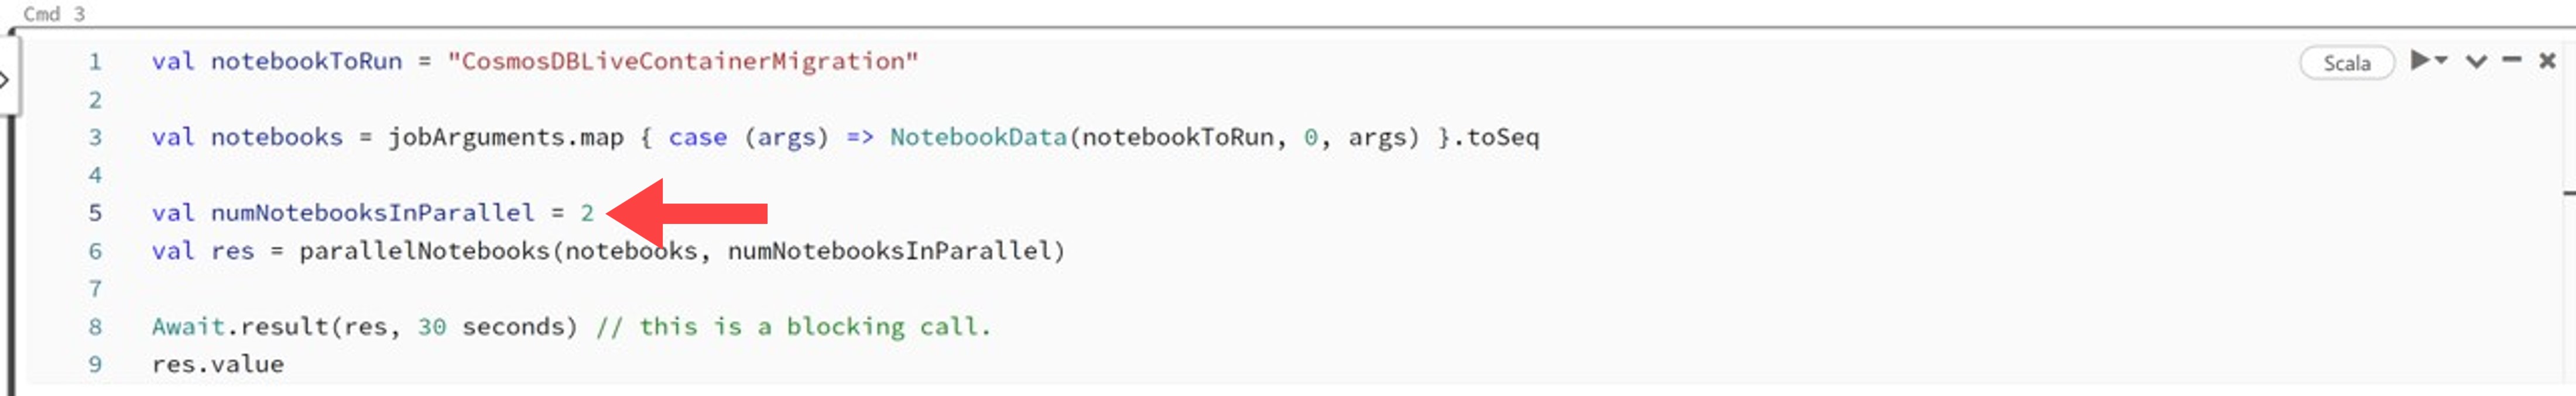 Cmd 3
1 val notebookToRun = "CosmosDBLiveContainerMigration"
Scala
2
3 val notebooks = jobArguments.map { case (args) => NotebookData(notebookToRun, 0, args) }.toSeq
4
5 val numNotebooksInParallel = 2
6 val res = parallelNotebooks(notebooks, numNotebooksInParallel)
7
8 Await.result(res, 30 seconds) // this is a blocking call.
9 res.value